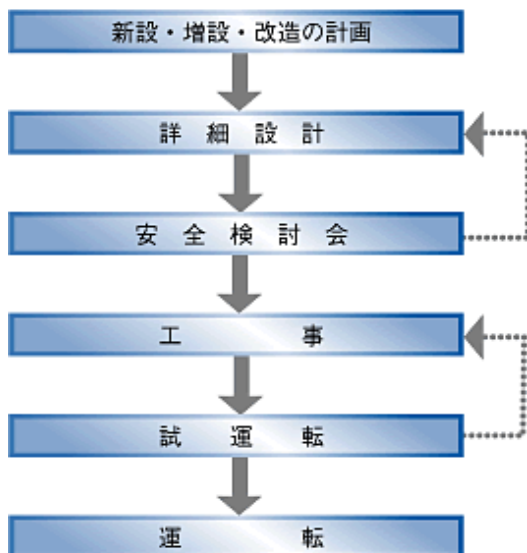 新設・増設・改造の計画
詳細設計
安全検討会
工事
試運転
運転